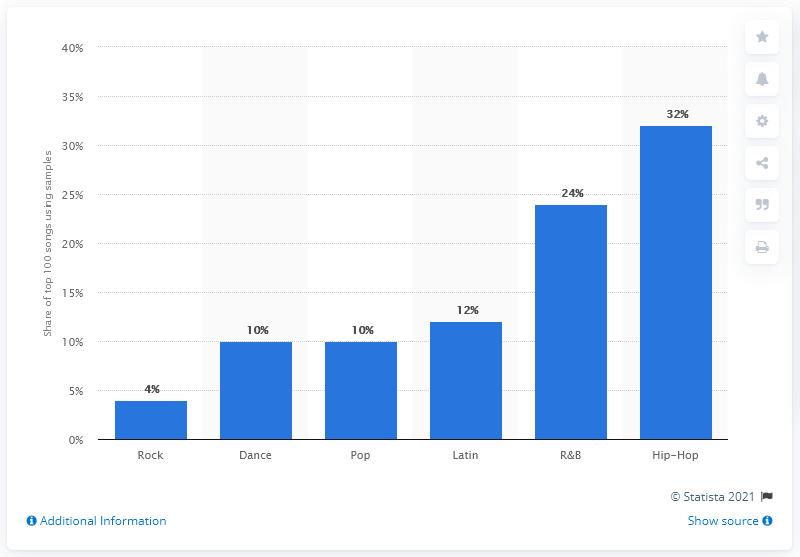 40%
35%
30%
25%
20%
15%
10%
5%
0%
Share of top 100 songs using samples
4%
10%
10%
12%
24%
32%
Rock
Dance
Pop
Latin
R&B
Hip-Hop
© Statista 2021
Additional Information
Show source